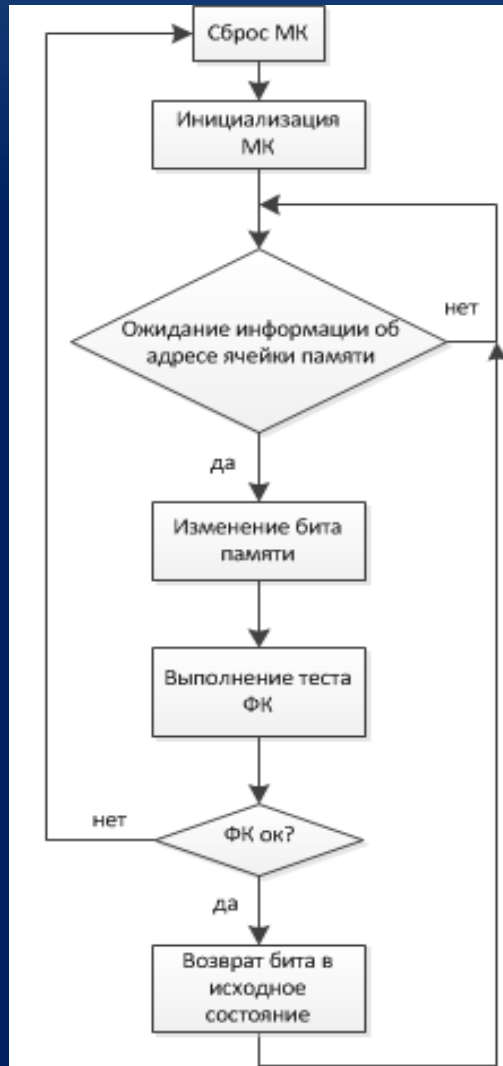 Сброс МК
Инициализация
МК
Ожидание информации об
адресе ячейки памяти
нет
да
Изменение бита
памяти
Выполнение теста
ФК
ФК ок?
нет
да
Возврат бита в
исходное
состояние